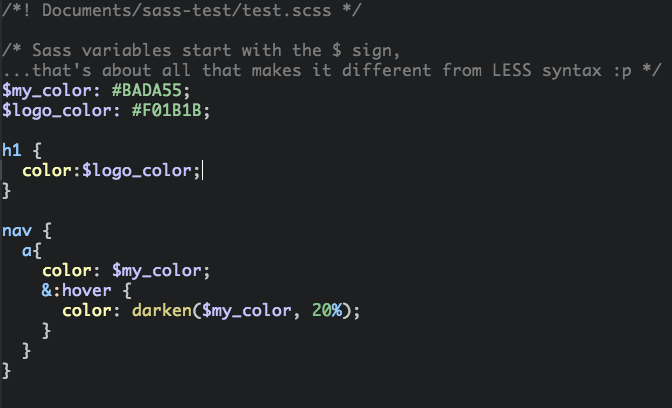 /*! Documents/sass-test/test.scss */
/* Sass variables start with the $ sign,
...that's about all that makes it different from LESS syntax :p */
$my_color: #BADA55;
$logo_color: #F01B1B;
h1 {
  color:$logo_color;
}
nav {
  a{
    color: $my_color;
    &:hover {
      color: darken($my_color, 20%);
    }
  }
}